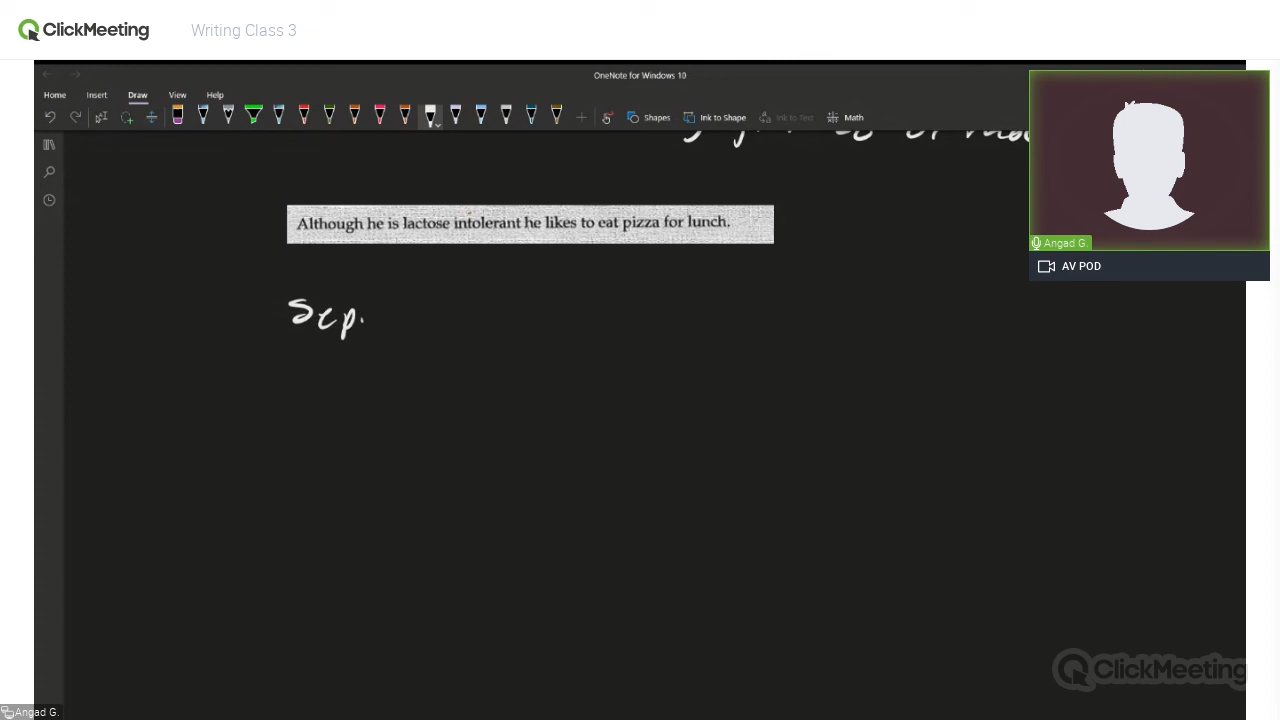 ClickMeeting Writing Class 3
OneNote for Windows 10
Home Insert Draw View Help
Shapes Ink to Shape Ink to Text Math
Although he is lactose intolerant he likes to eat pizza for lunch.
Angad G.
AV POD
Sep.
ClickMeeting
Angad G.